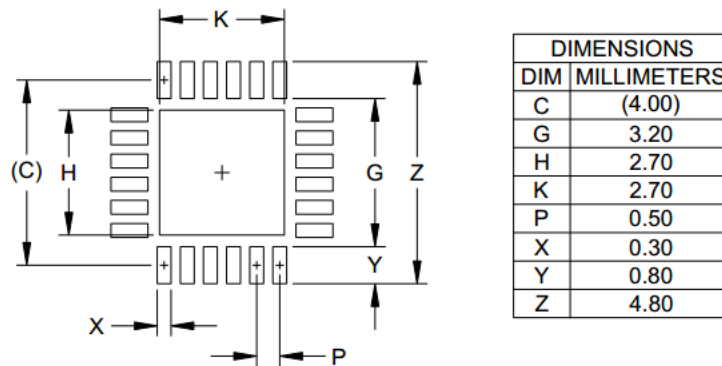 K
(C)
H
G
Z
Y
X
P
DIMENSIONS
DIM MILLIMETERS
C (4.00)
G 3.20
H 2.70
K 2.70
P 0.50
X 0.30
Y 0.80
Z 4.80